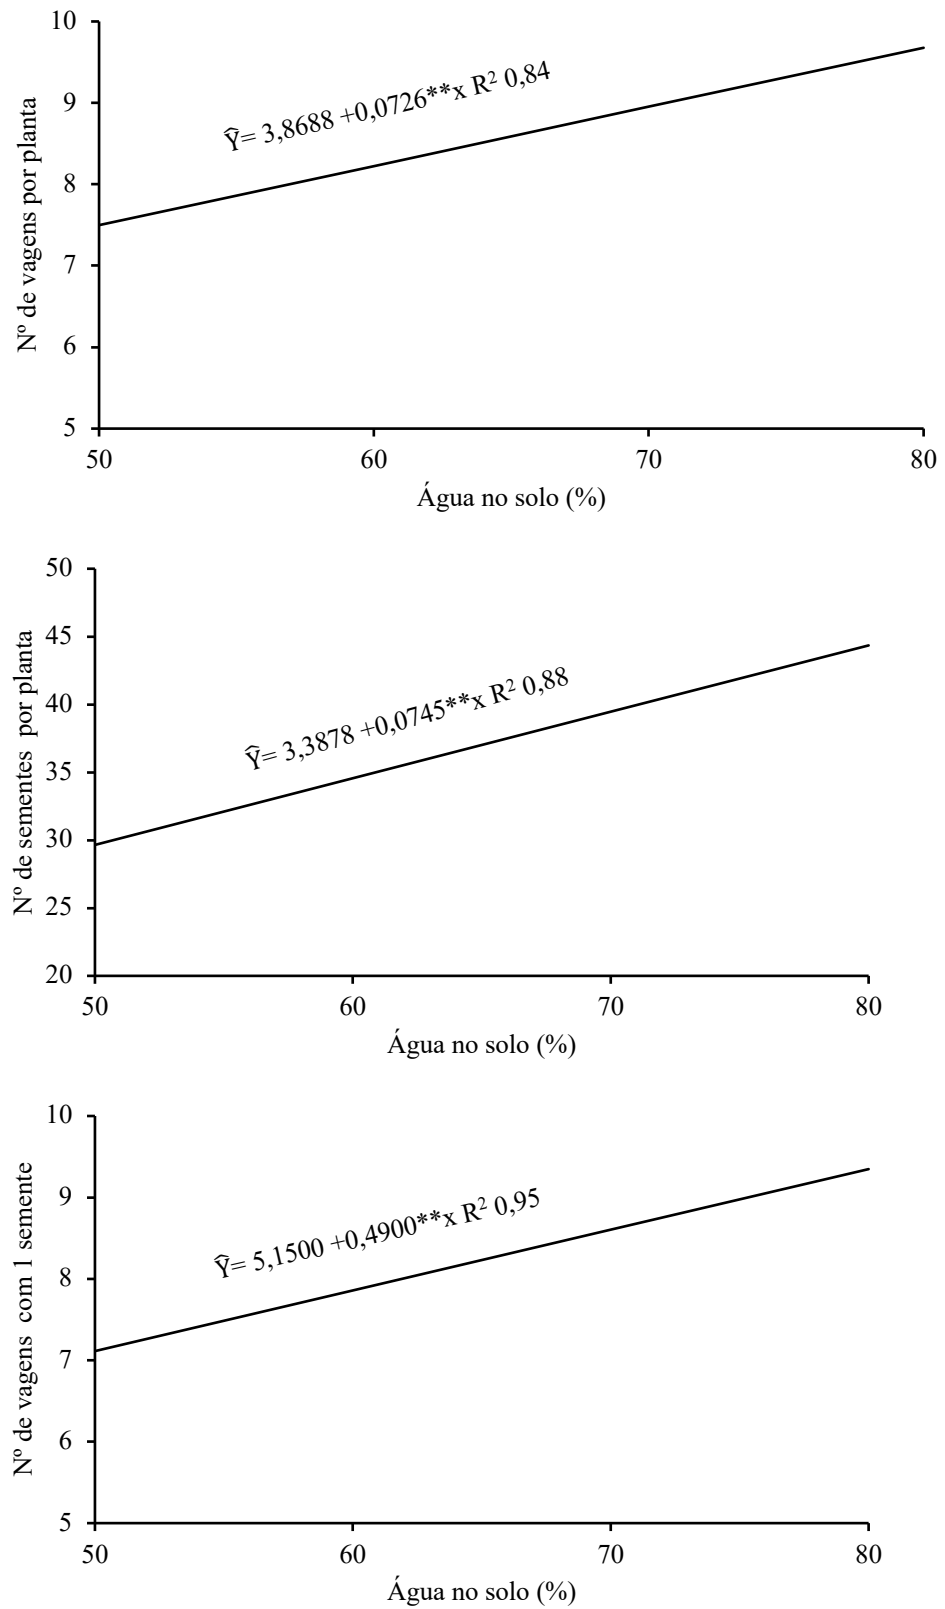 10
9
8
7
6
5
Nº de vagens por planta
Ŷ= 3,8688 +0,0726**x R² 0,84
50 60 70 80
Água no solo (%)
50
45
40
35
30
25
20
Nº de sementes por planta
Ŷ= 3,3878 +0,0745**x R² 0,88
50 60 70 80
Água no solo (%)
10
9
8
7
6
5
Nº de vagens com 1 semente
Ŷ= 5,1500 +0,4900**x R² 0,95
50 60 70 80
Água no solo (%)